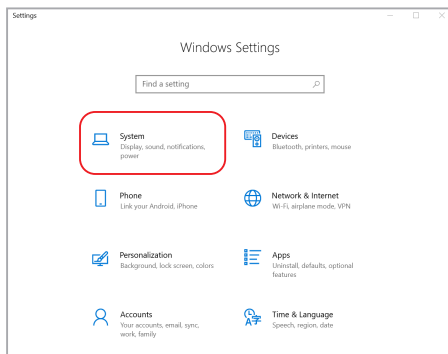 Settings
Windows Settings
Find a setting
System
Display, sound, notifications,
power
Devices
Bluetooth, printers, mouse
Phone
Link your Android, iPhone
Network & Internet
Wi-Fi, airplane mode, VPN
Personalization
Background, lock screen, colors
Apps
Uninstall, defaults, optional
features
Accounts
Your accounts, email, sync,
work, family
Time & Language
Speech, region, date